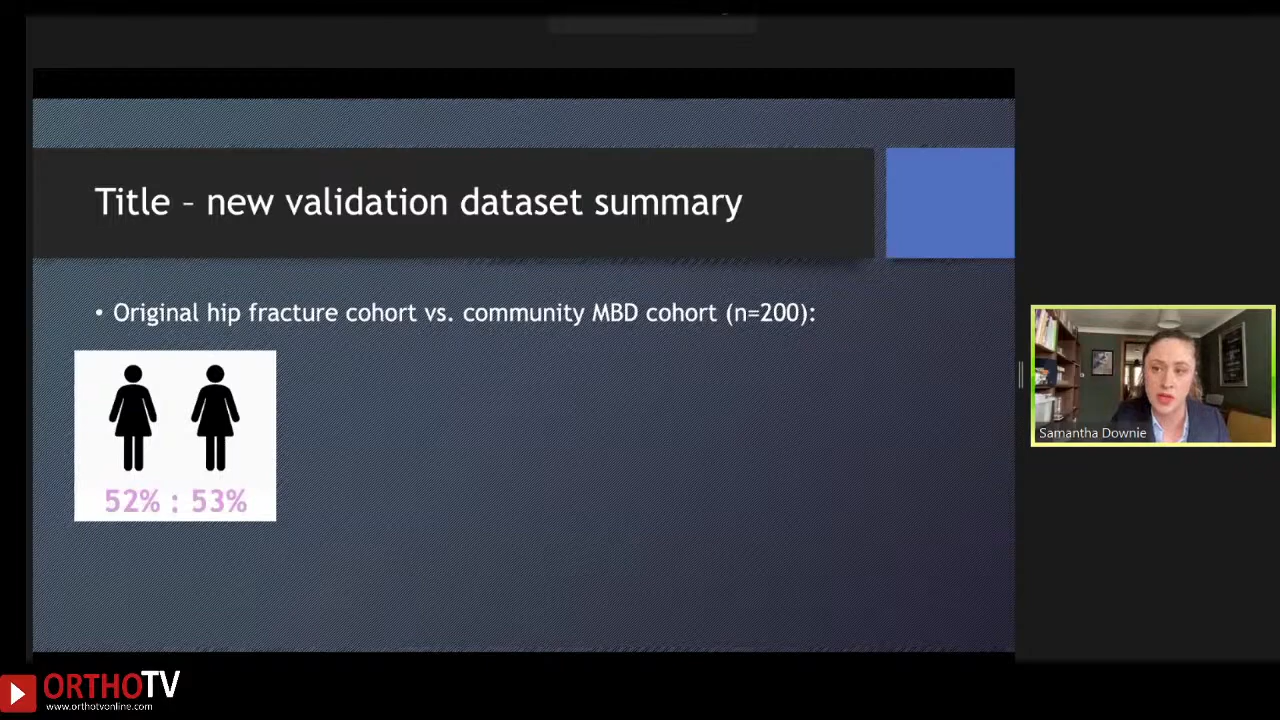 Title – new validation dataset summary
• Original hip fracture cohort vs. community MBD cohort (n=200):
52% : 53%
Samantha Downie
ORTHOTV
www.orthotvonline.com